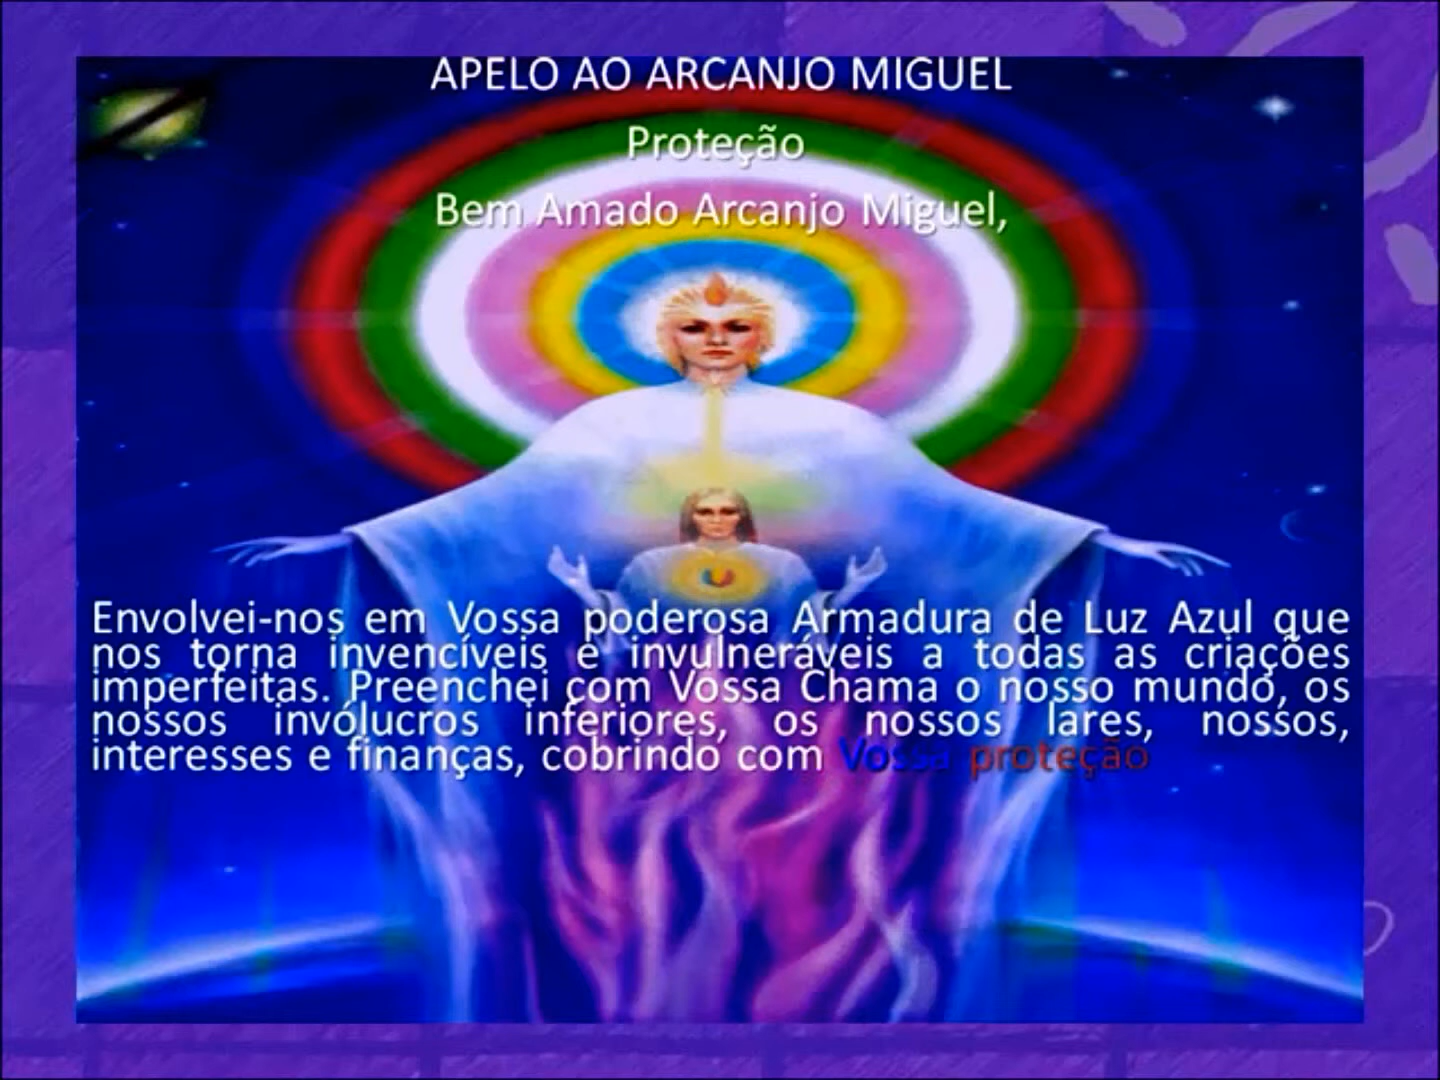 APELO AO ARCANJO MIGUEL
Proteção
Bem Amado Arcanjo Miguel,
Envolvei-nos em Vossa poderosa Armadura de Luz Azul que
nos torna invencíveis e invulneráveis a todas as criações
imperfeitas. Preenchei com Vossa Chama o nosso mundo, os
nossos invólucros inferiores, os nossos lares, nossos,
interesses e finanças, cobrindo com Vossa proteção